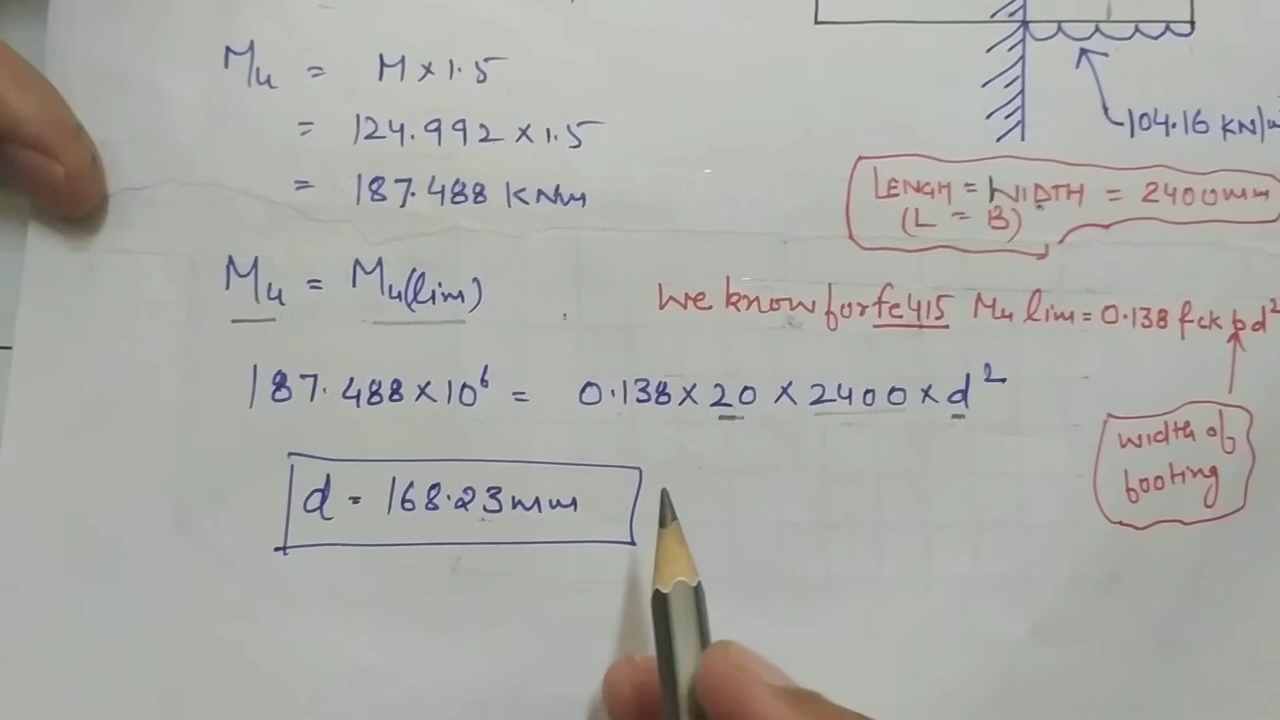 Mu = M x 1.5
= 124.992 x 1.5
= 187.488 KNm
104.16 KN/
LENGH = WIDTH = 2400mm
(L = B)
Mu = Mu(lim)
We know for fe415 Mu lim = 0.138 fck bd²
187.488 x 10⁶ = 0.138 x 20 x 2400 x d²
width of
footing
d = 168.23mm